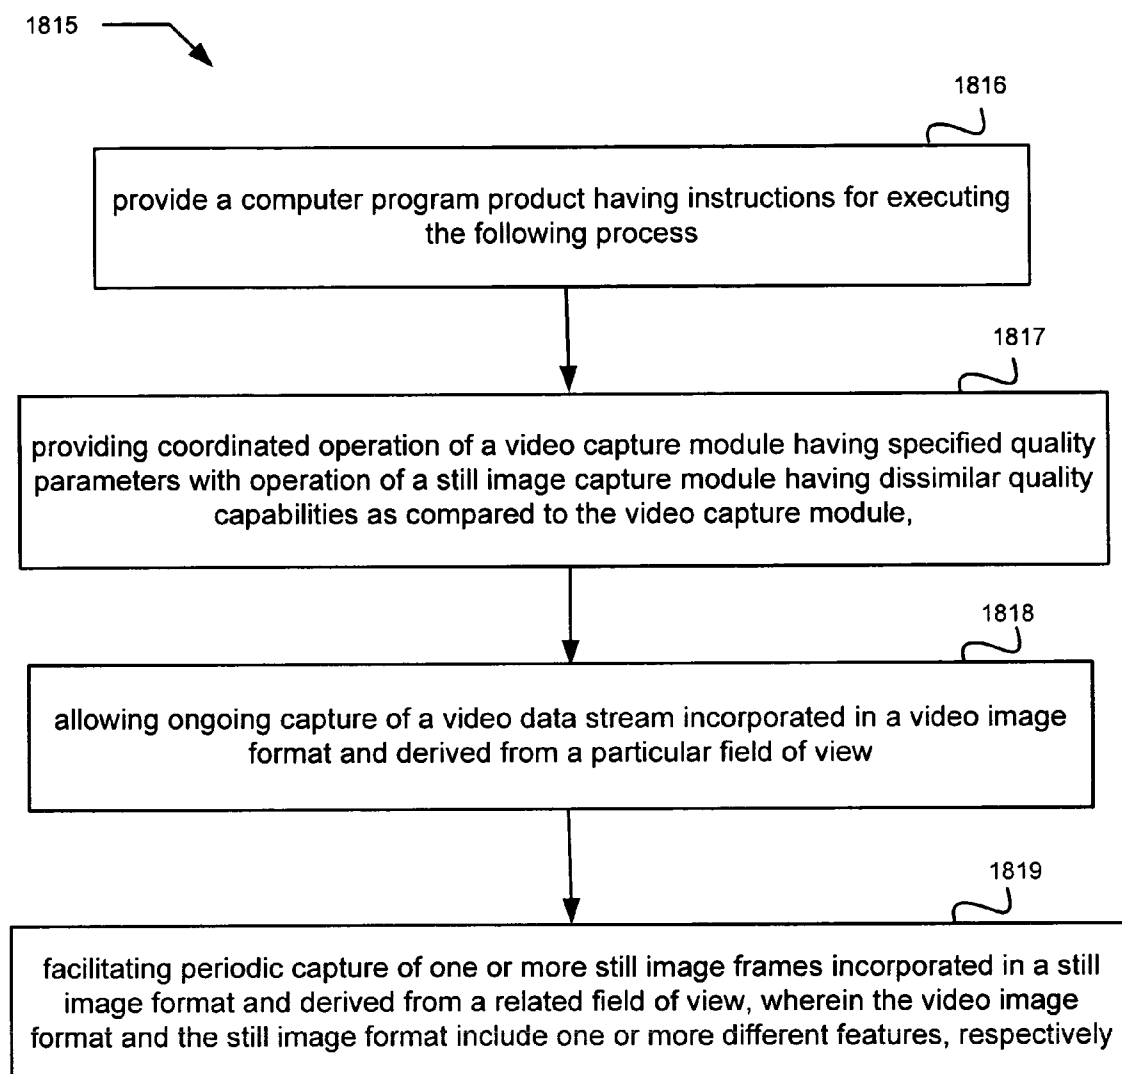 1815
1816
provide a computer program product having instructions for executing
the following process
1817
providing coordinated operation of a video capture module having specified quality
parameters with operation of a still image capture module having dissimilar quality
capabilities as compared to the video capture module,
1818
allowing ongoing capture of a video data stream incorporated in a video image
format and derived from a particular field of view
1819
facilitating periodic capture of one or more still image frames incorporated in a still
image format and derived from a related field of view, wherein the video image
format and the still image format include one or more different features, respectively